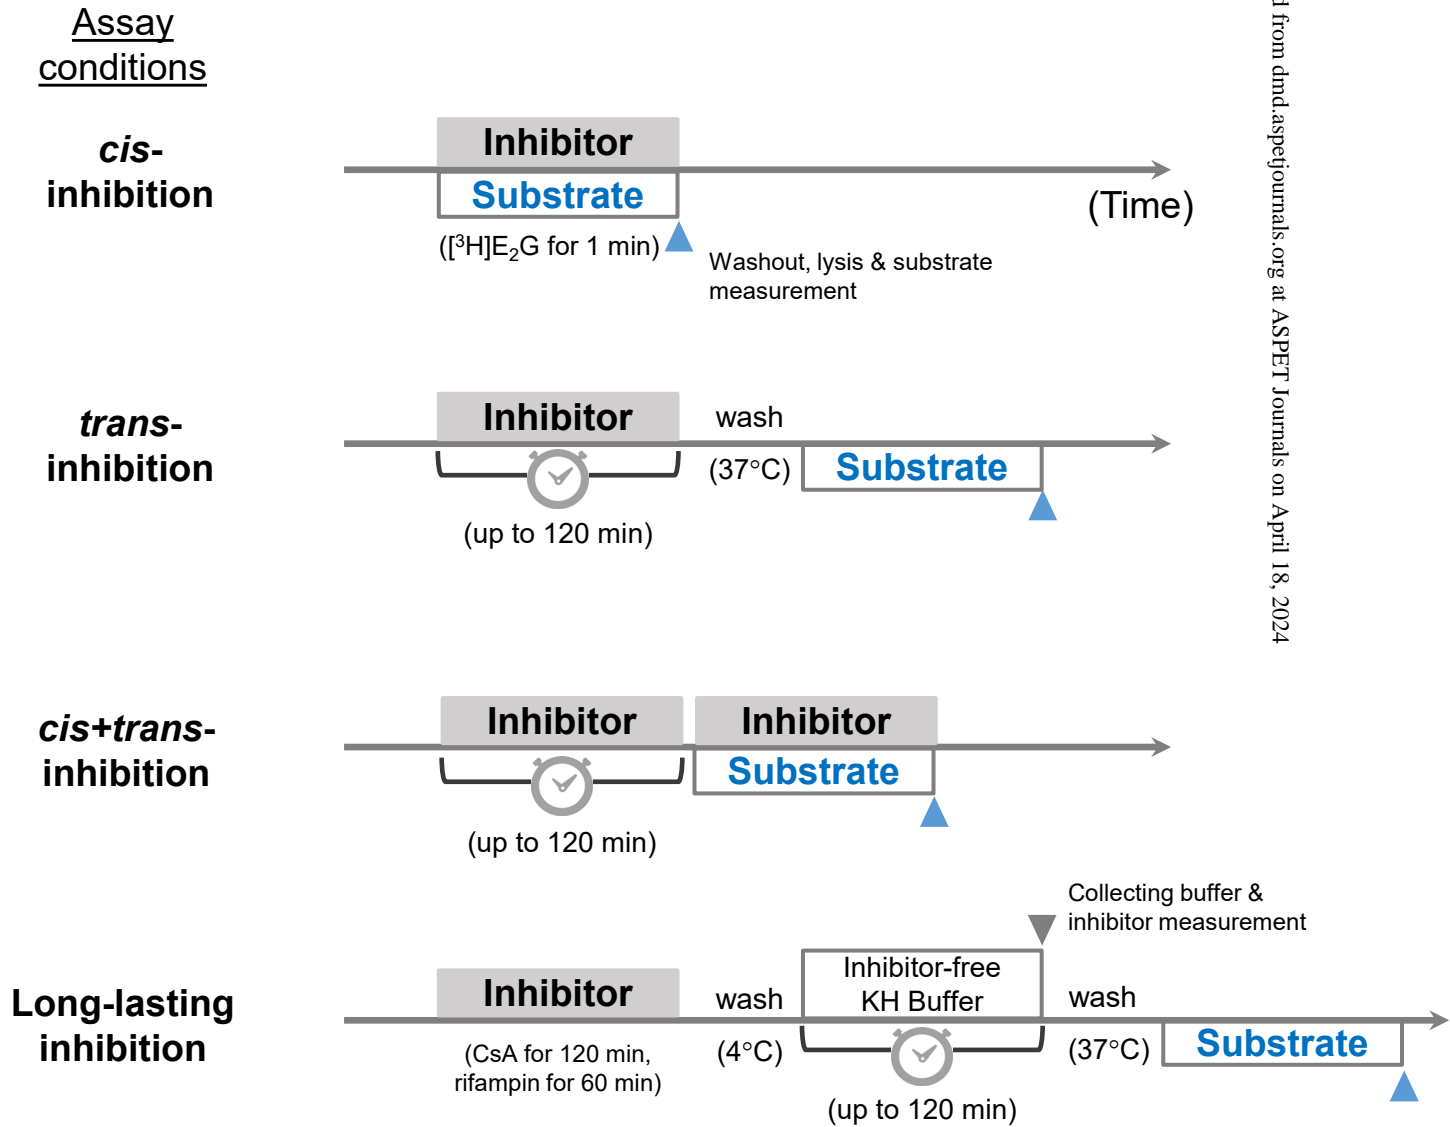 Assay
conditions
cis-
inhibition
Inhibitor
Substrate
(Time)
([³H]E₂G for 1 min)
Washout, lysis & substrate
measurement
trans-
inhibition
Inhibitor
wash
(37°C)
Substrate
(up to 120 min)
cis+trans-
inhibition
Inhibitor
Inhibitor
Substrate
(up to 120 min)
Collecting buffer &
inhibitor measurement
Long-lasting
inhibition
Inhibitor
(CsA for 120 min,
rifampin for 60 min)
wash
(4°C)
Inhibitor-free
KH Buffer
(up to 120 min)
wash
(37°C)
Substrate
d from dmd.aspetjournals.org at ASPET Journals on April 18, 2024